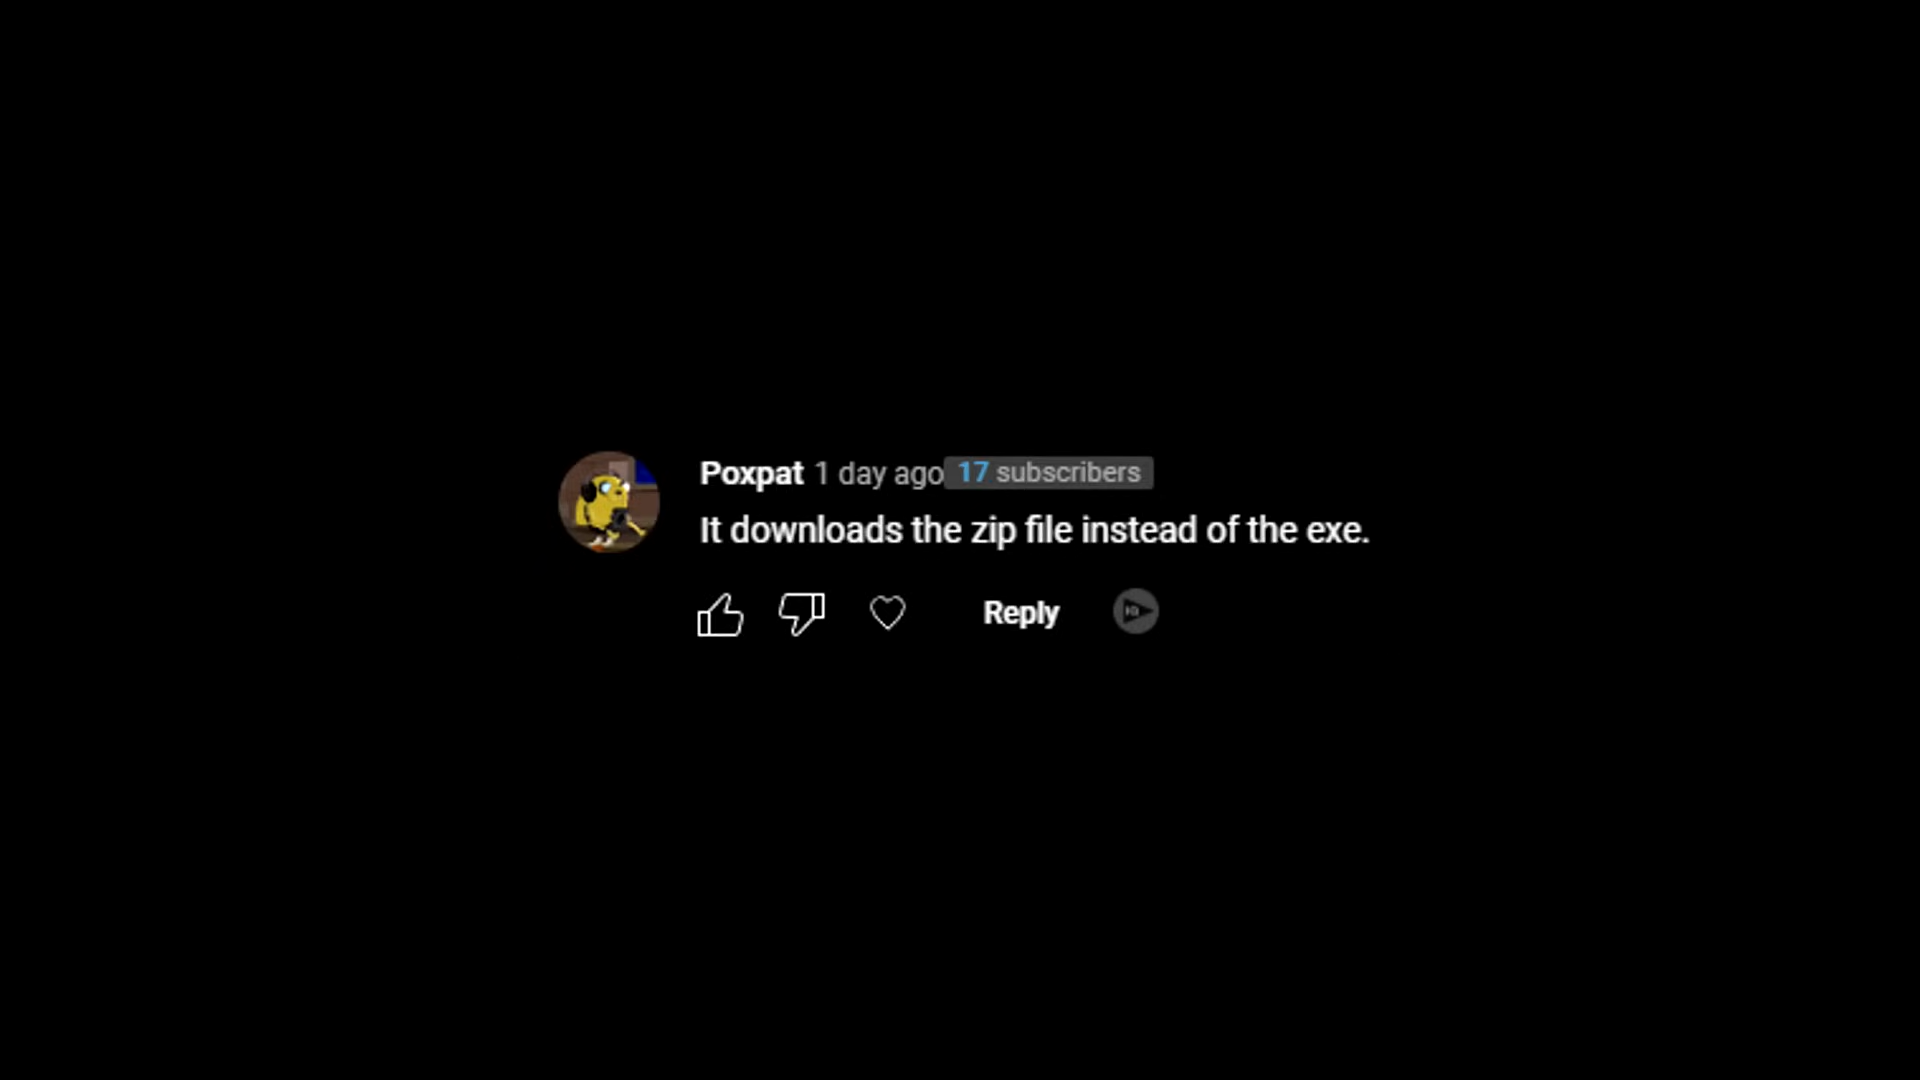 Poxpat 1 day ago 17 subscribers
It downloads the zip file instead of the exe.
Reply